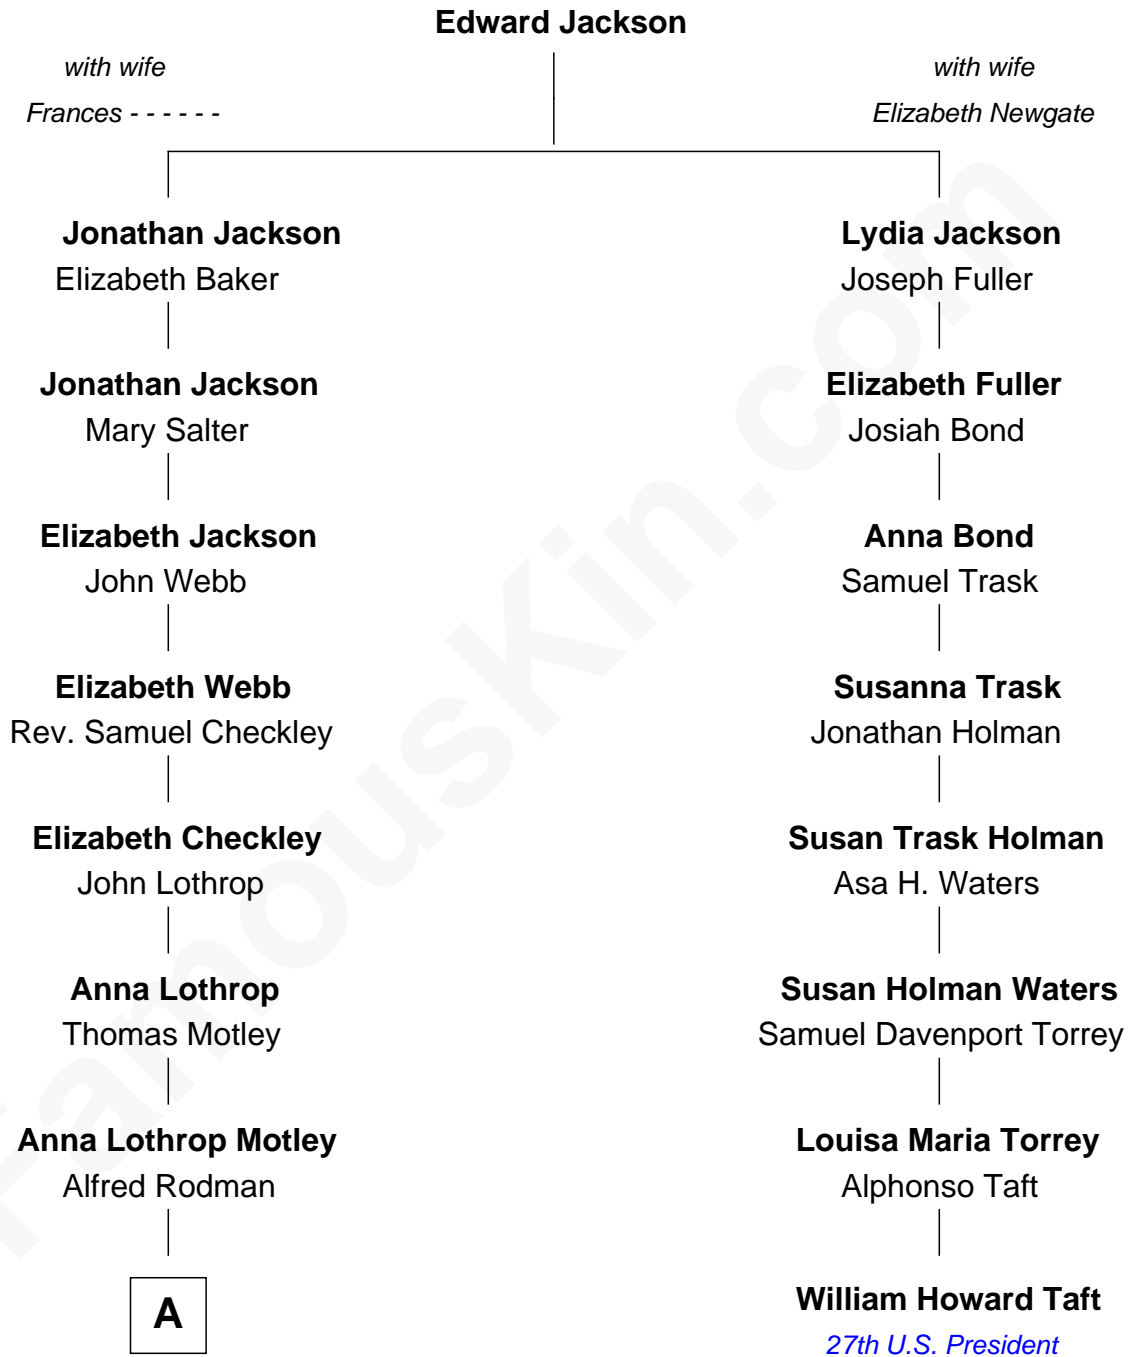 Edward Jackson
with wife
Frances - - - - - -
with wife
Elizabeth Newgate
Jonathan Jackson
Elizabeth Baker
Jonathan Jackson
Mary Salter
Elizabeth Jackson
John Webb
Elizabeth Webb
Rev. Samuel Checkley
Elizabeth Checkley
John Lothrop
Anna Lothrop
Thomas Motley
Anna Lothrop Motley
Alfred Rodman
A
Lydia Jackson
Joseph Fuller
Elizabeth Fuller
Josiah Bond
Anna Bond
Samuel Trask
Susanna Trask
Jonathan Holman
Susan Trask Holman
Asa H. Waters
Susan Holman Waters
Samuel Davenport Torrey
Louisa Maria Torrey
Alphonso Taft
William Howard Taft
27th U.S. President
FamousKin.com